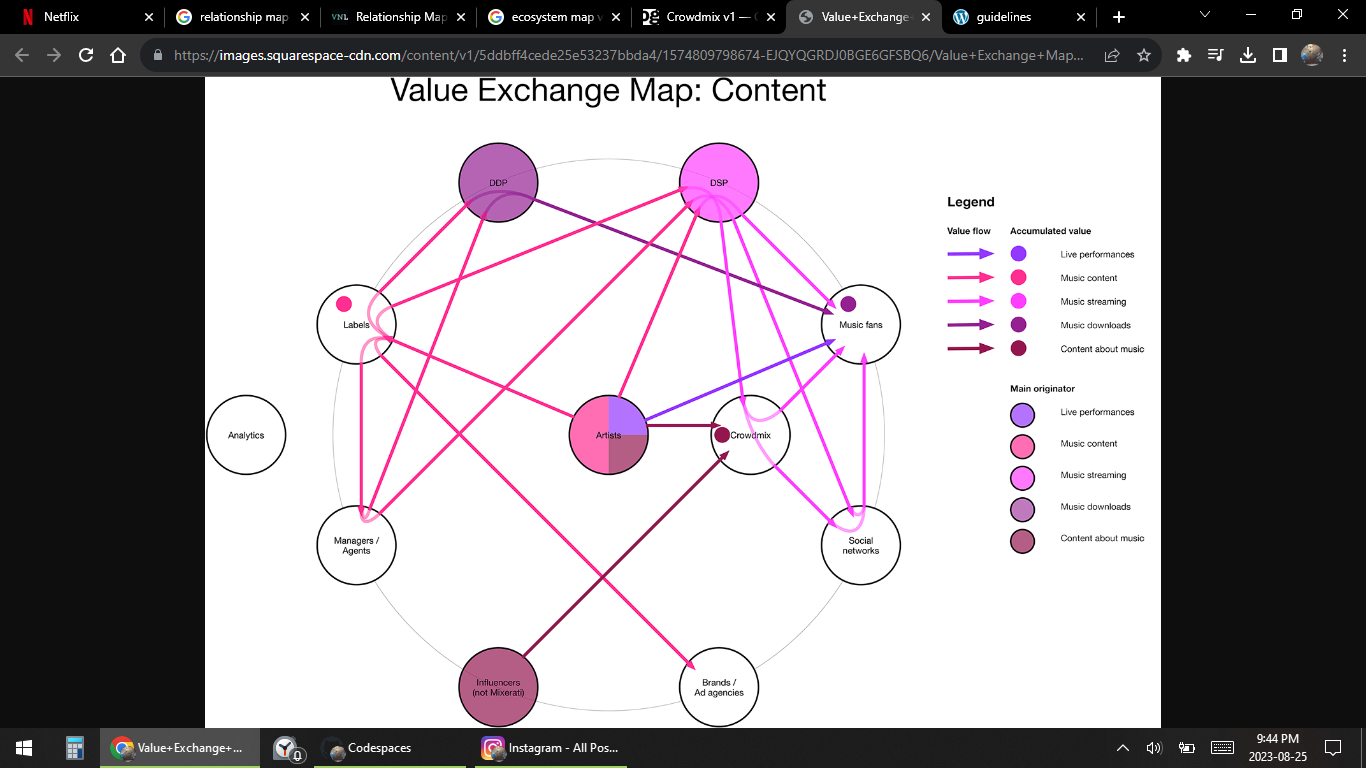 Netflix
relationship map
Relationship Map
ecosystem map v
Crowdmix v1 —
Value+Exchange
guidelines
https://images.squarespace-cdn.com/content/v1/5ddbff4cede25e53237bbda4/1574809798674-EJQYQGRDJ0BGE6GFSBQ6/Value+Exchange+Map...
Value Exchange Map: Content
DDP
DSP
Labels
Music fans
Analytics
Artists
Crowdmix
Managers /
Agents
Social
networks
Influencers
(not Mixerati)
Brands /
Ad agencies
Legend
Value flow
Accumulated value
Live performances
Music content
Music streaming
Music downloads
Content about music
Main originator
Live performances
Music content
Music streaming
Music downloads
Content about music
Value+Exchange+...
0
Codespaces
Instagram - All Pos...
9:44 PM
2023-08-25